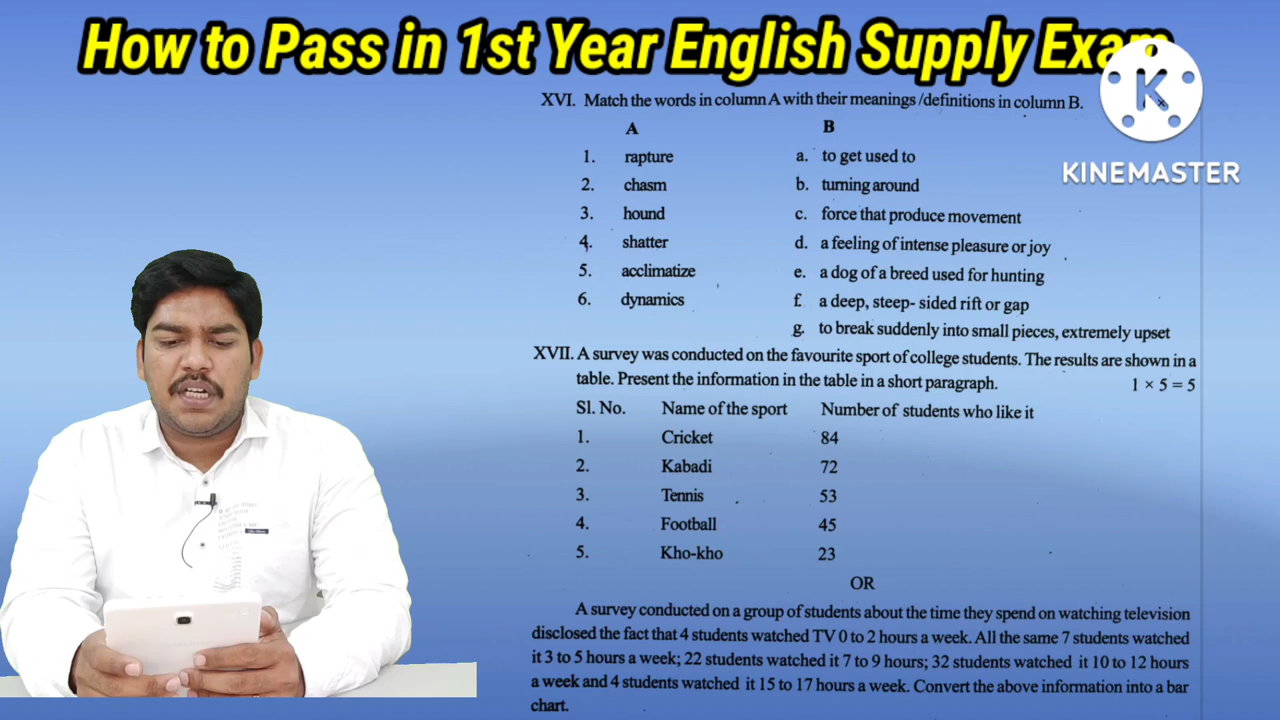 How to Pass in 1st Year English Supply Exam
KINEMASTER
XVI. Match the words in column A with their meanings /definitions in column B.
A B
1. rapture a. to get used to
2. chasm b. turning around
3. hound c. force that produce movement
4. shatter d. a feeling of intense pleasure or joy
5. acclimatize e. a dog of a breed used for hunting
6. dynamics f. a deep, steep- sided rift or gap
g. to break suddenly into small pieces, extremely upset
XVII. A survey was conducted on the favourite sport of college students. The results are shown in a
table. Present the information in the table in a short paragraph. 1 × 5 = 5
Sl. No. Name of the sport Number of students who like it
1. Cricket 84
2. Kabadi 72
3. Tennis 53
4. Football 45
5. Kho-kho 23
OR
A survey conducted on a group of students about the time they spend on watching television
disclosed the fact that 4 students watched TV 0 to 2 hours a week. All the same 7 students watched
it 3 to 5 hours a week; 22 students watched it 7 to 9 hours; 32 students watched it 10 to 12 hours
a week and 4 students watched it 15 to 17 hours a week. Convert the above information into a bar
chart.